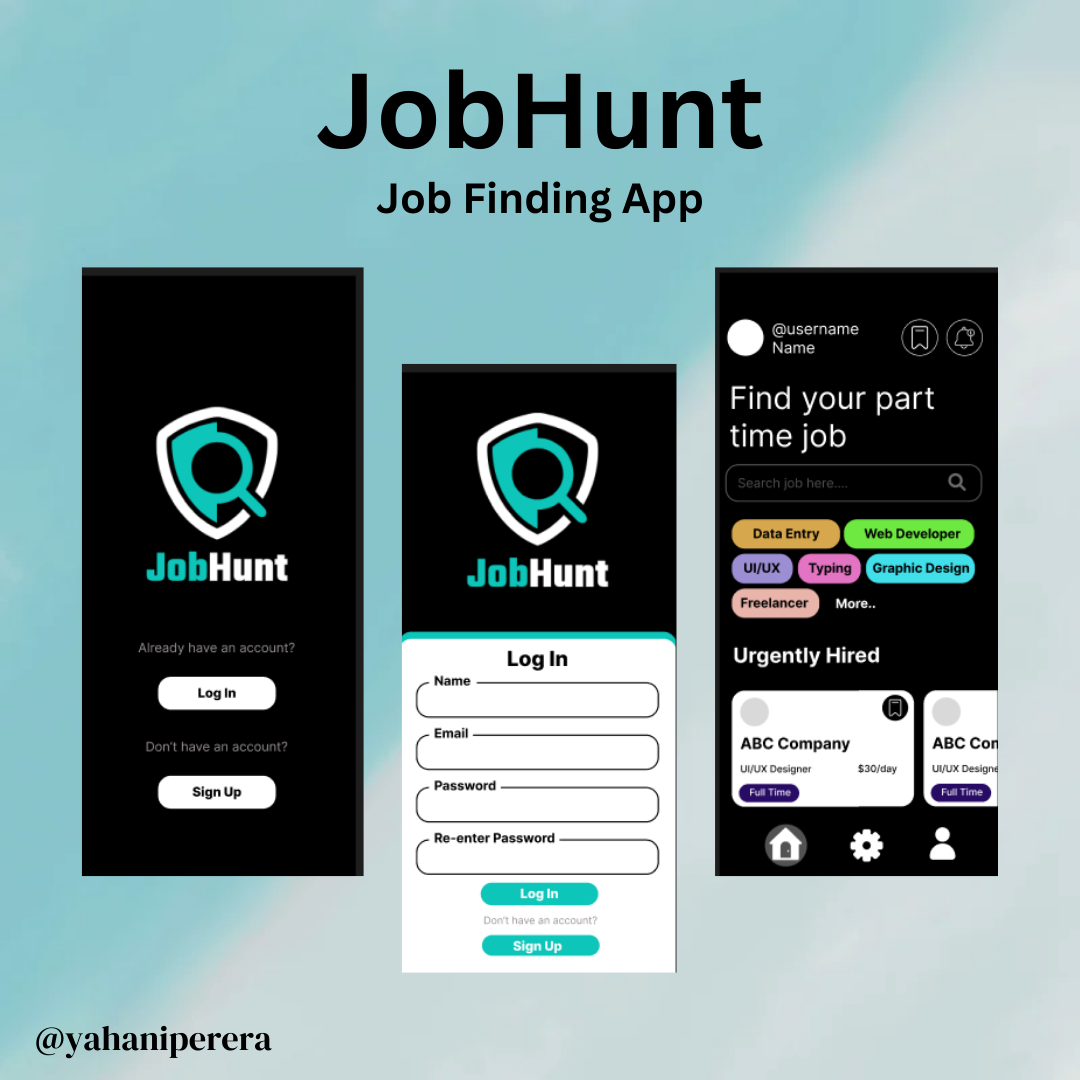 JobHunt
Job Finding App
JobHunt
Already have an account?
Log In
Don't have an account?
Sign Up
JobHunt
Log In
Name
Email
Password
Re-enter Password
Log In
Don't have an account?
Sign Up
@username
Name
Find your part
time job
Search job here....
Data Entry
Web Developer
UI/UX
Typing
Graphic Design
Freelancer
More..
Urgently Hired
ABC Company
UI/UX Designer
$30/day
Full Time
ABC Con
UI/UX Designe
Full Time
@yahaniperera